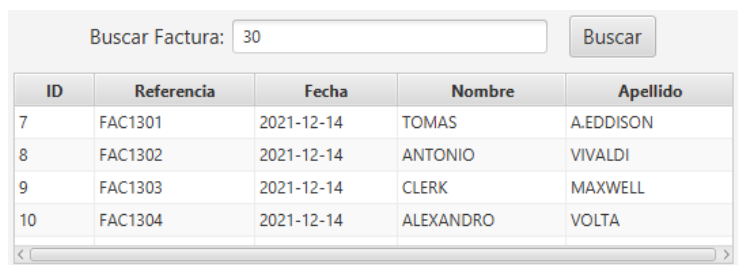 Buscar Factura: 30 Buscar
ID Referencia Fecha Nombre Apellido
7 FAC1301 2021-12-14 TOMAS A.EDDISON
8 FAC1302 2021-12-14 ANTONIO VIVALDI
9 FAC1303 2021-12-14 CLERK MAXWELL
10 FAC1304 2021-12-14 ALEXANDRO VOLTA